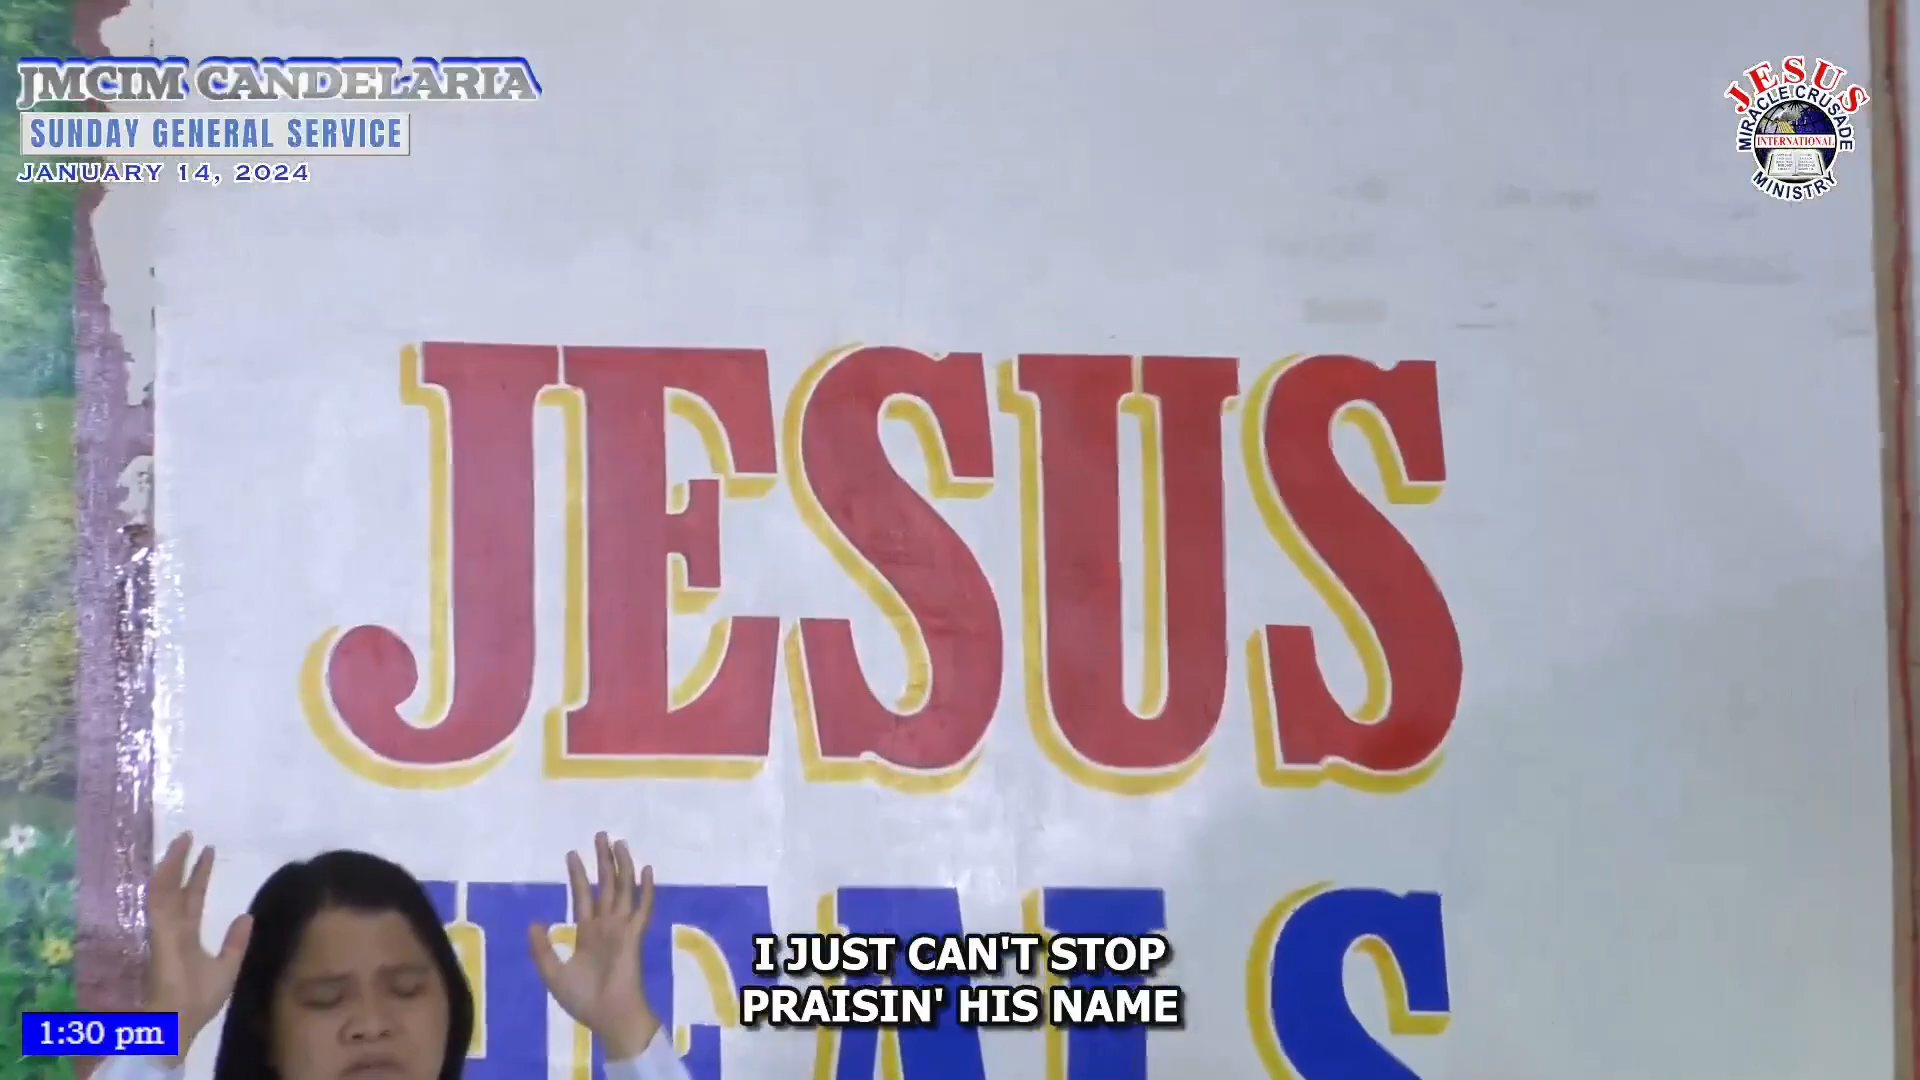 JMCIM CANDELARIA
SUNDAY GENERAL SERVICE
JANUARY 14, 2024
JESUS
MIRACLE CRUSADE
INTERNATIONAL
MINISTRY
JESUS
HEALS
I JUST CAN'T STOP
PRAISIN' HIS NAME
1:30 pm